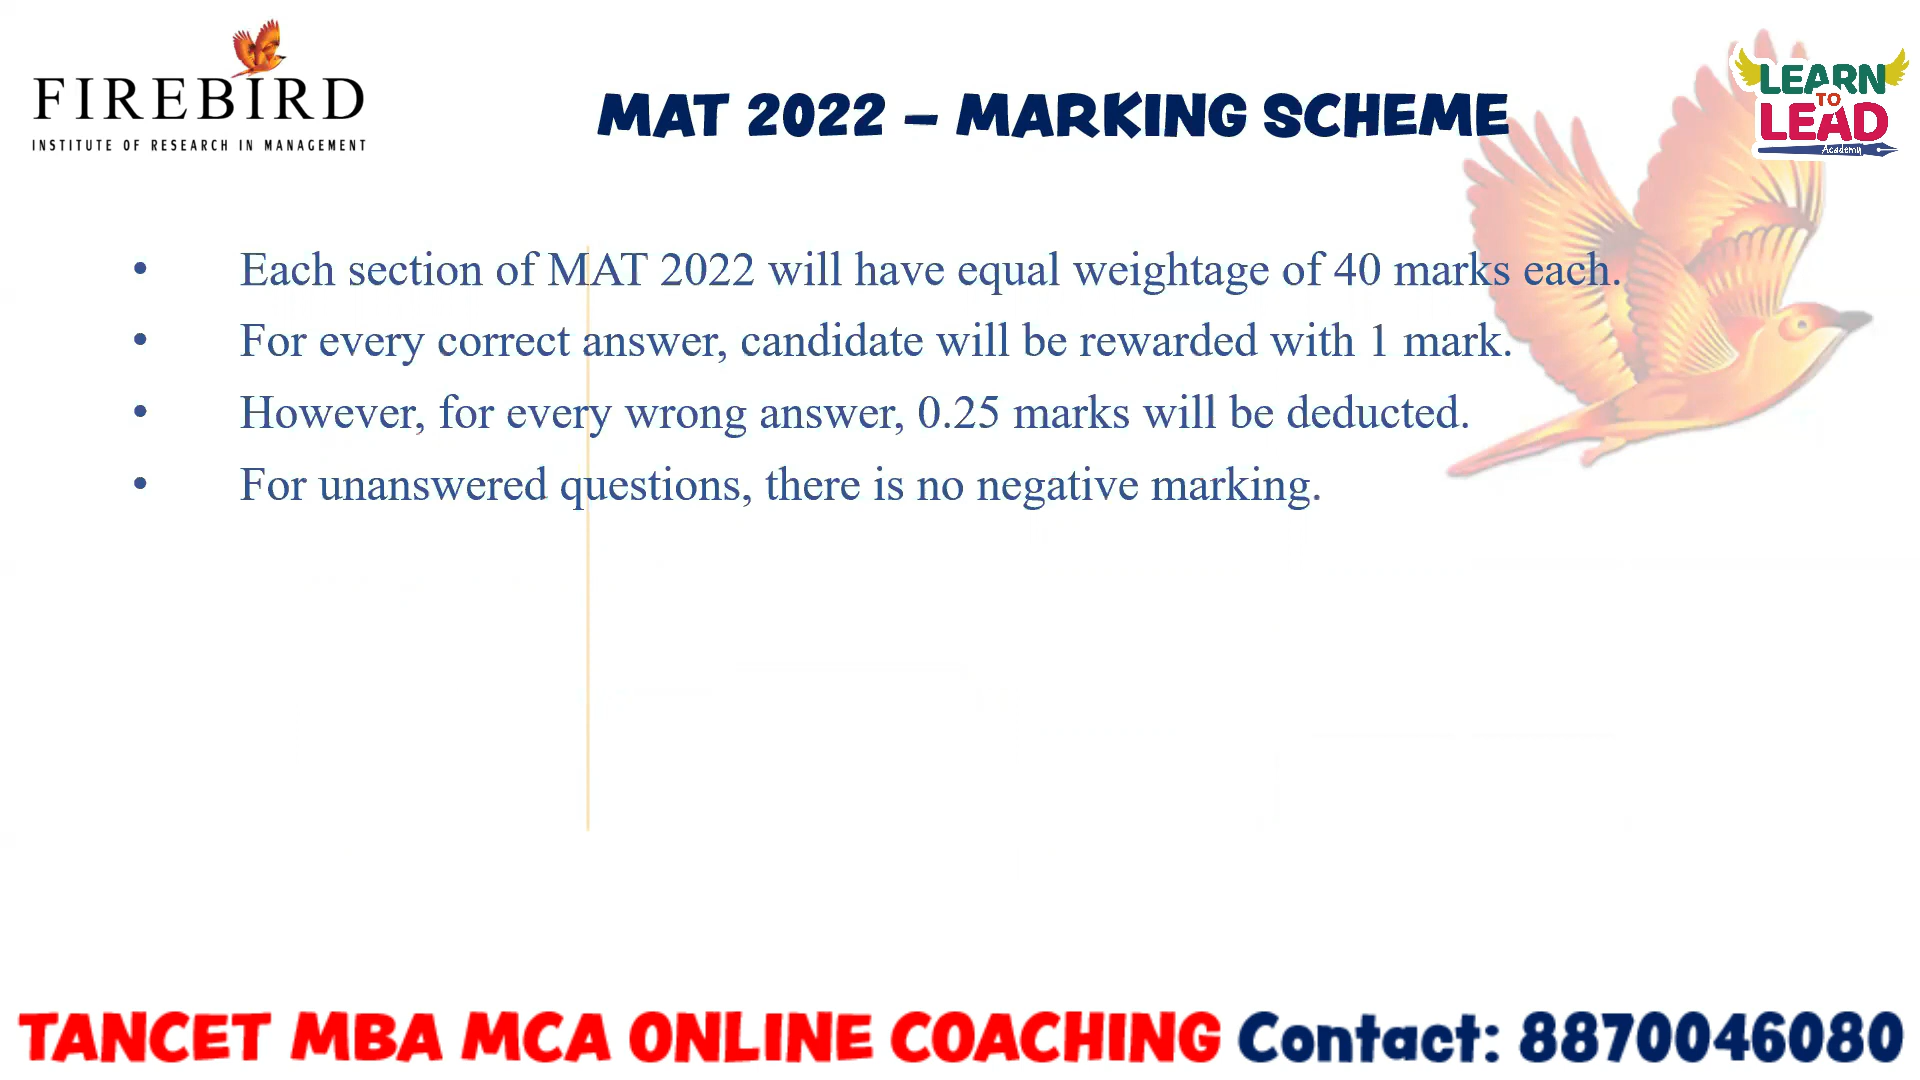 FIREBIRD
INSTITUTE OF RESEARCH IN MANAGEMENT
MAT 2022 – MARKING SCHEME
LEARN
TO
LEAD
Academy
• Each section of MAT 2022 will have equal weightage of 40 marks each.
• For every correct answer, candidate will be rewarded with 1 mark.
• However, for every wrong answer, 0.25 marks will be deducted.
• For unanswered questions, there is no negative marking.
TANCET MBA MCA ONLINE COACHING Contact: 8870046080